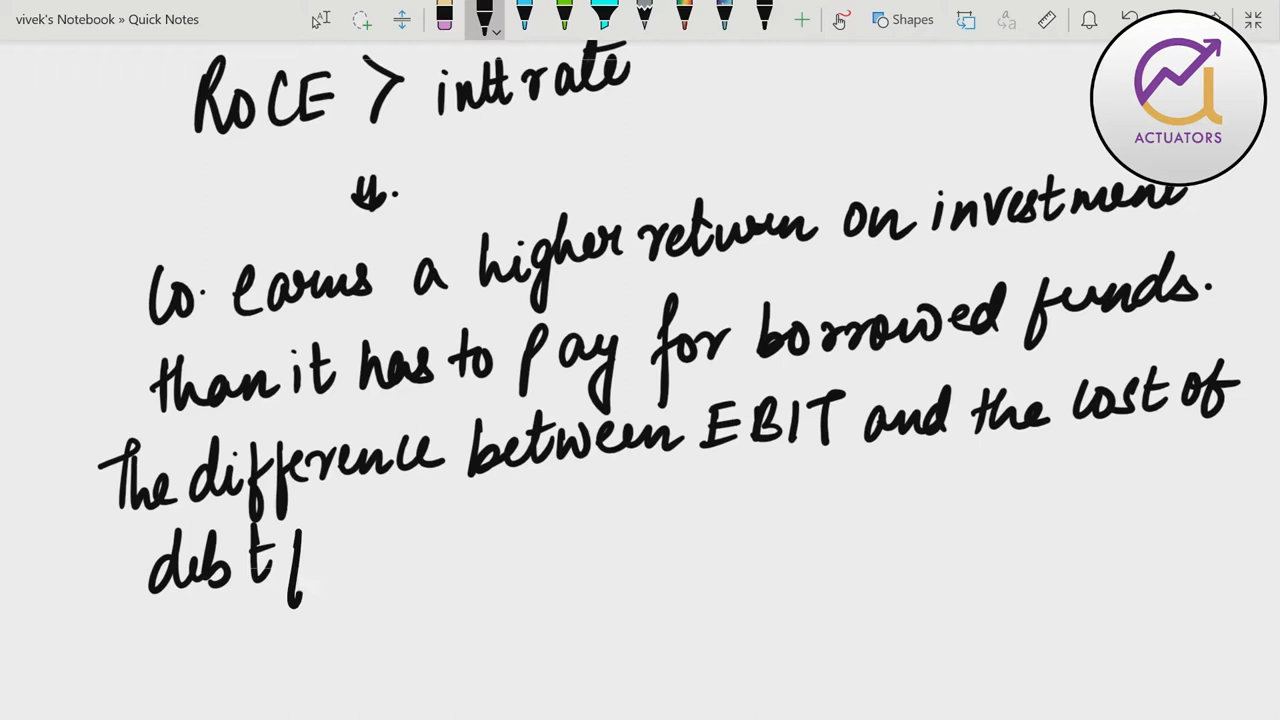 vivek's Notebook » Quick Notes
Shapes
ACTUATORS
ROCE > intt rate
Co. earns a higher return on investment
than it has to pay for borrowed funds.
The difference between EBIT and the cost of
debt